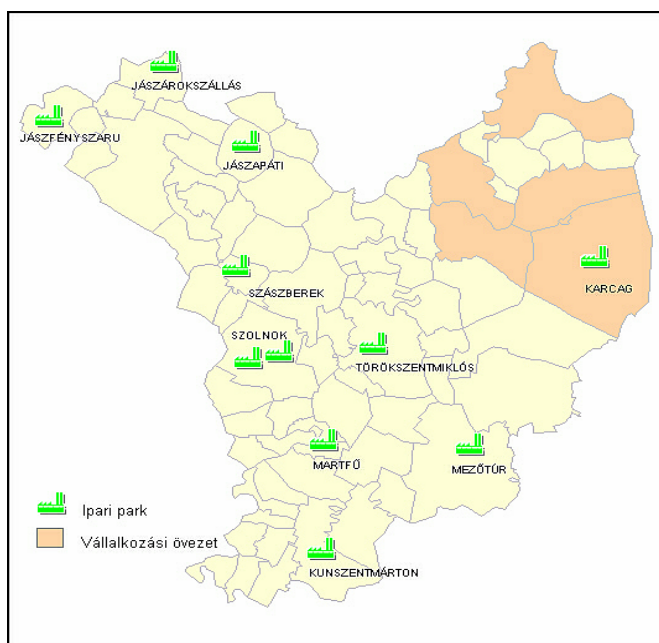 JÁSZÁROKSZÁLLÁS
JÁSZFÉNYSZARU
JÁSZAPÁTI
KARCAG
SZÁSZBEREK
SZOLNOK
TÖRÖKSZENTMIKLÓS
MARTFŰ
MEZŐTÚR
Ipari park
Vállalkozási övezet
KUNSZENTMÁRTON